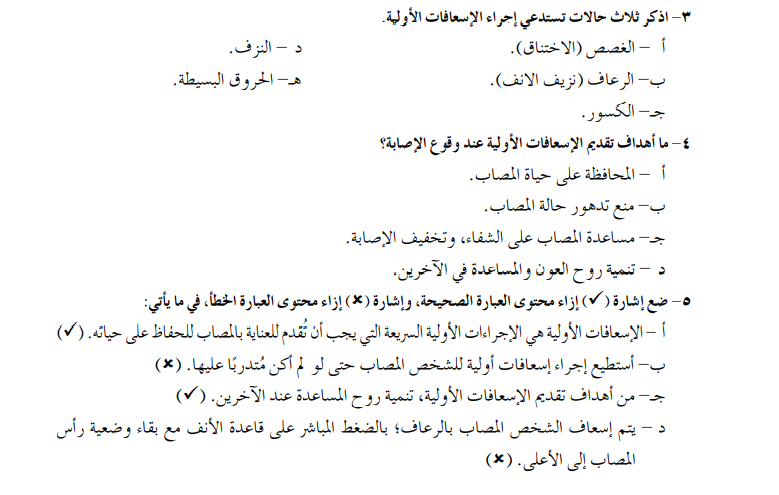 ٣- اذكر ثلاث حالات تستدعي إجراء الإسعافات الأولية.
أ - الغصص (الاختناق). د - النزف.
ب- الرعاف (نزيف الانف). هـ- الحروق البسيطة.
جـ- الكسور.
٤- ما أهداف تقديم الإسعافات الأولية عند وقوع الإصابة؟
أ - المحافظة على حياة المصاب.
ب- منع تدهور حالة المصاب.
جـ- مساعدة المصاب على الشفاء، وتخفيف الإصابة.
د - تنمية روح العون والمساعدة في الآخرين.
٥- ضع إشارة (✓) إزاء محتوى العبارة الصحيحة، وإشارة (✗) إزاء محتوى العبارة الخطأ، في ما يأتي:
أ - الإسعافات الأولية هي الإجراءات الأولية السريعة التي يجب أن تُقدم للعناية بالمصاب للحفاظ على حياته. (✓)
ب- أستطيع إجراء إسعافات أولية للشخص المصاب حتى لو لم أكن مُتدربًا عليها. (✗)
جـ- من أهداف تقديم الإسعافات الأولية، تنمية روح المساعدة عند الآخرين. (✓)
د - يتم إسعاف الشخص المصاب بالرعاف؛ بالضغط المباشر على قاعدة الأنف مع بقاء وضعية رأس
المصاب إلى الأعلى. (✗)